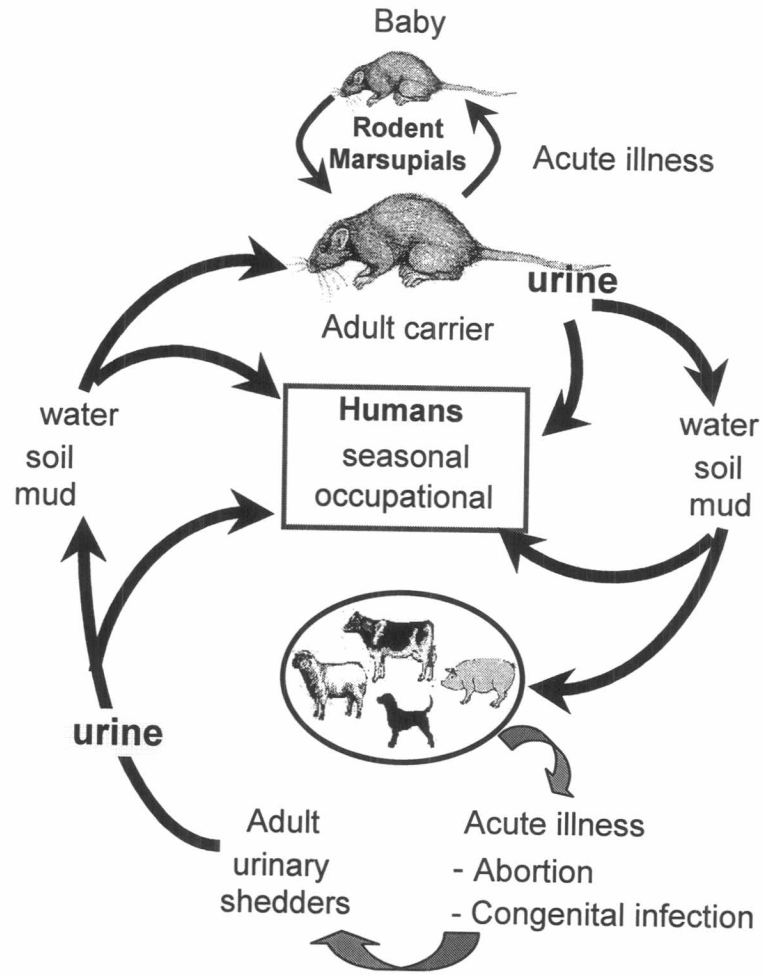 Baby
Rodent
Marsupials
Acute illness
urine
Adult carrier
water
soil
mud
Humans
seasonal
occupational
water
soil
mud
urine
Adult
urinary
shedders
Acute illness
- Abortion
- Congenital infection